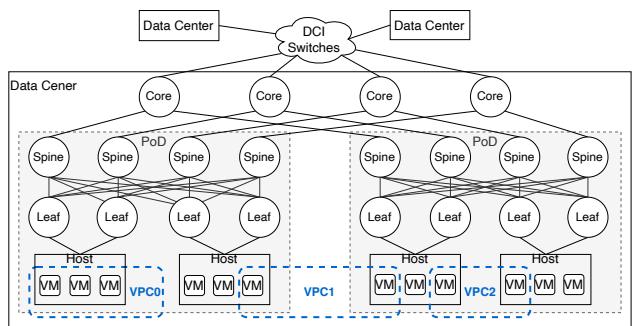 Data Center
DCI
Switches
Data Center
Data Cener
Core Core Core Core
PoD PoD
Spine Spine Spine Spine Spine Spine Spine Spine
Leaf Leaf Leaf Leaf Leaf Leaf Leaf Leaf
Host Host Host Host
VM VM VM VPC0 VM VM VM VPC1 VM VM VM VPC2 VM VM VM